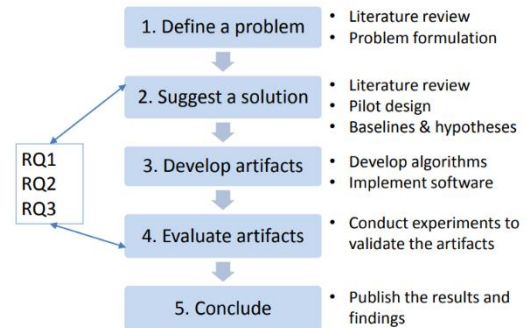 1. Define a problem
• Literature review
• Problem formulation
2. Suggest a solution
• Literature review
• Pilot design
• Baselines & hypotheses
RQ1
RQ2
RQ3
3. Develop artifacts
• Develop algorithms
• Implement software
4. Evaluate artifacts
• Conduct experiments to
validate the artifacts
5. Conclude
• Publish the results and
findings